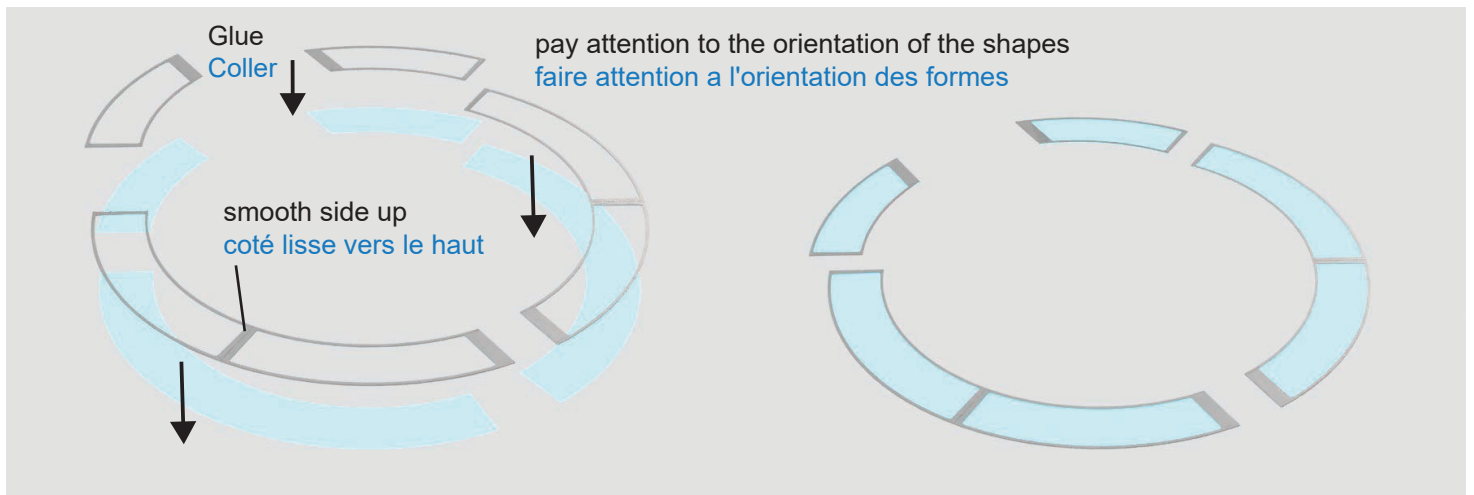 Glue
Coller
pay attention to the orientation of the shapes
faire attention a l'orientation des formes
smooth side up
coté lisse vers le haut